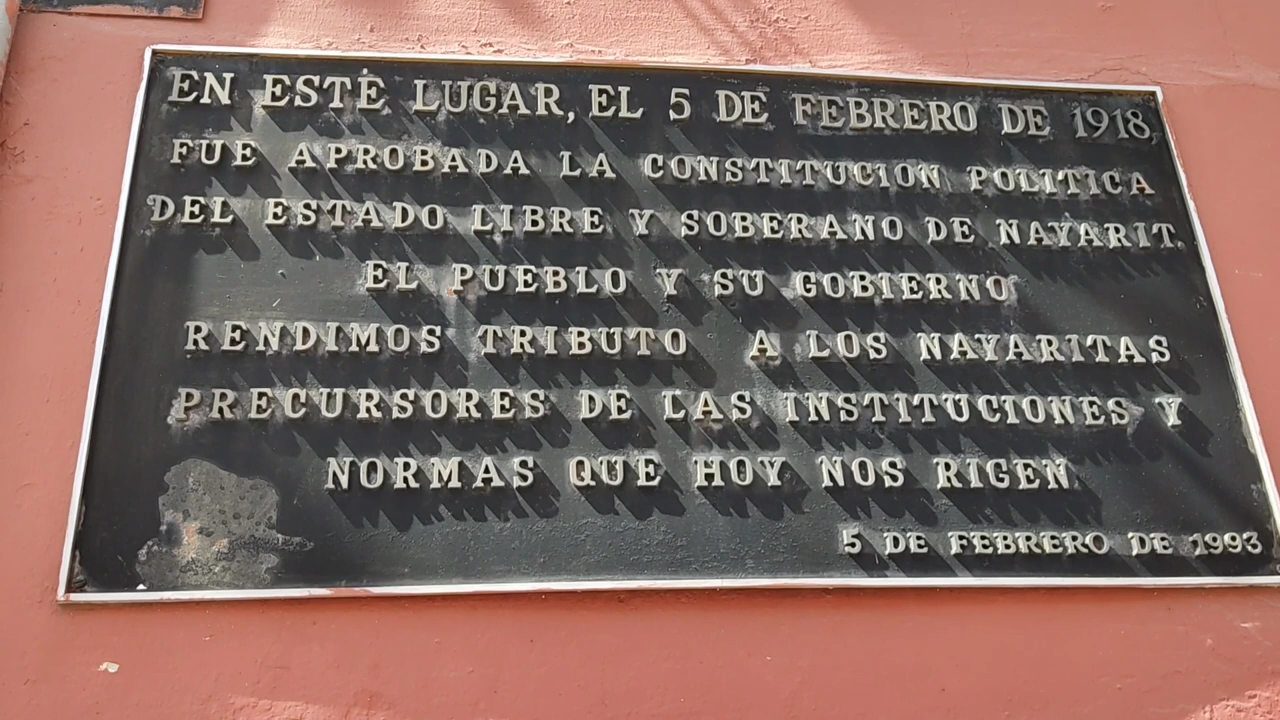 EN ESTE LUGAR, EL 5 DE FEBRERO DE 1918,
FUE APROBADA LA CONSTITUCION POLITICA
DEL ESTADO LIBRE Y SOBERANO DE NAYARIT.
EL PUEBLO Y SU GOBIERNO
RENDIMOS TRIBUTO A LOS NAYARITAS
PRECURSORES DE LAS INSTITUCIONES Y
NORMAS QUE HOY NOS RIGEN
5 DE FEBRERO DE 1993